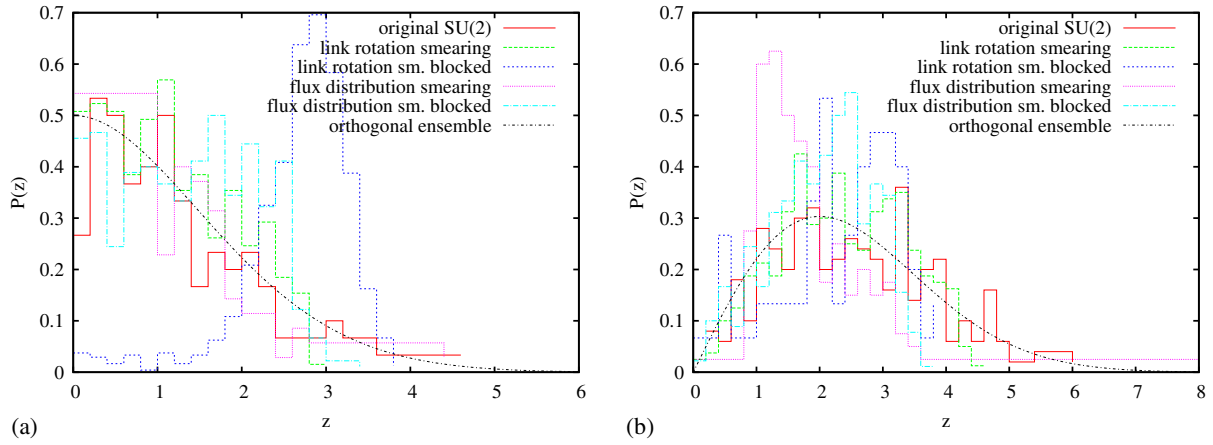 original SU(2)
link rotation smearing
link rotation sm. blocked
flux distribution smearing
flux distribution sm. blocked
orthogonal ensemble
0.7
0.6
0.5
0.4
0.3
0.2
0.1
0
P(z)
0 1 2 3 4 5 6
z
(a)
original SU(2)
link rotation smearing
link rotation sm. blocked
flux distribution smearing
flux distribution sm. blocked
orthogonal ensemble
0.7
0.6
0.5
0.4
0.3
0.2
0.1
0
P(z)
0 1 2 3 4 5 6 7 8
z
(b)